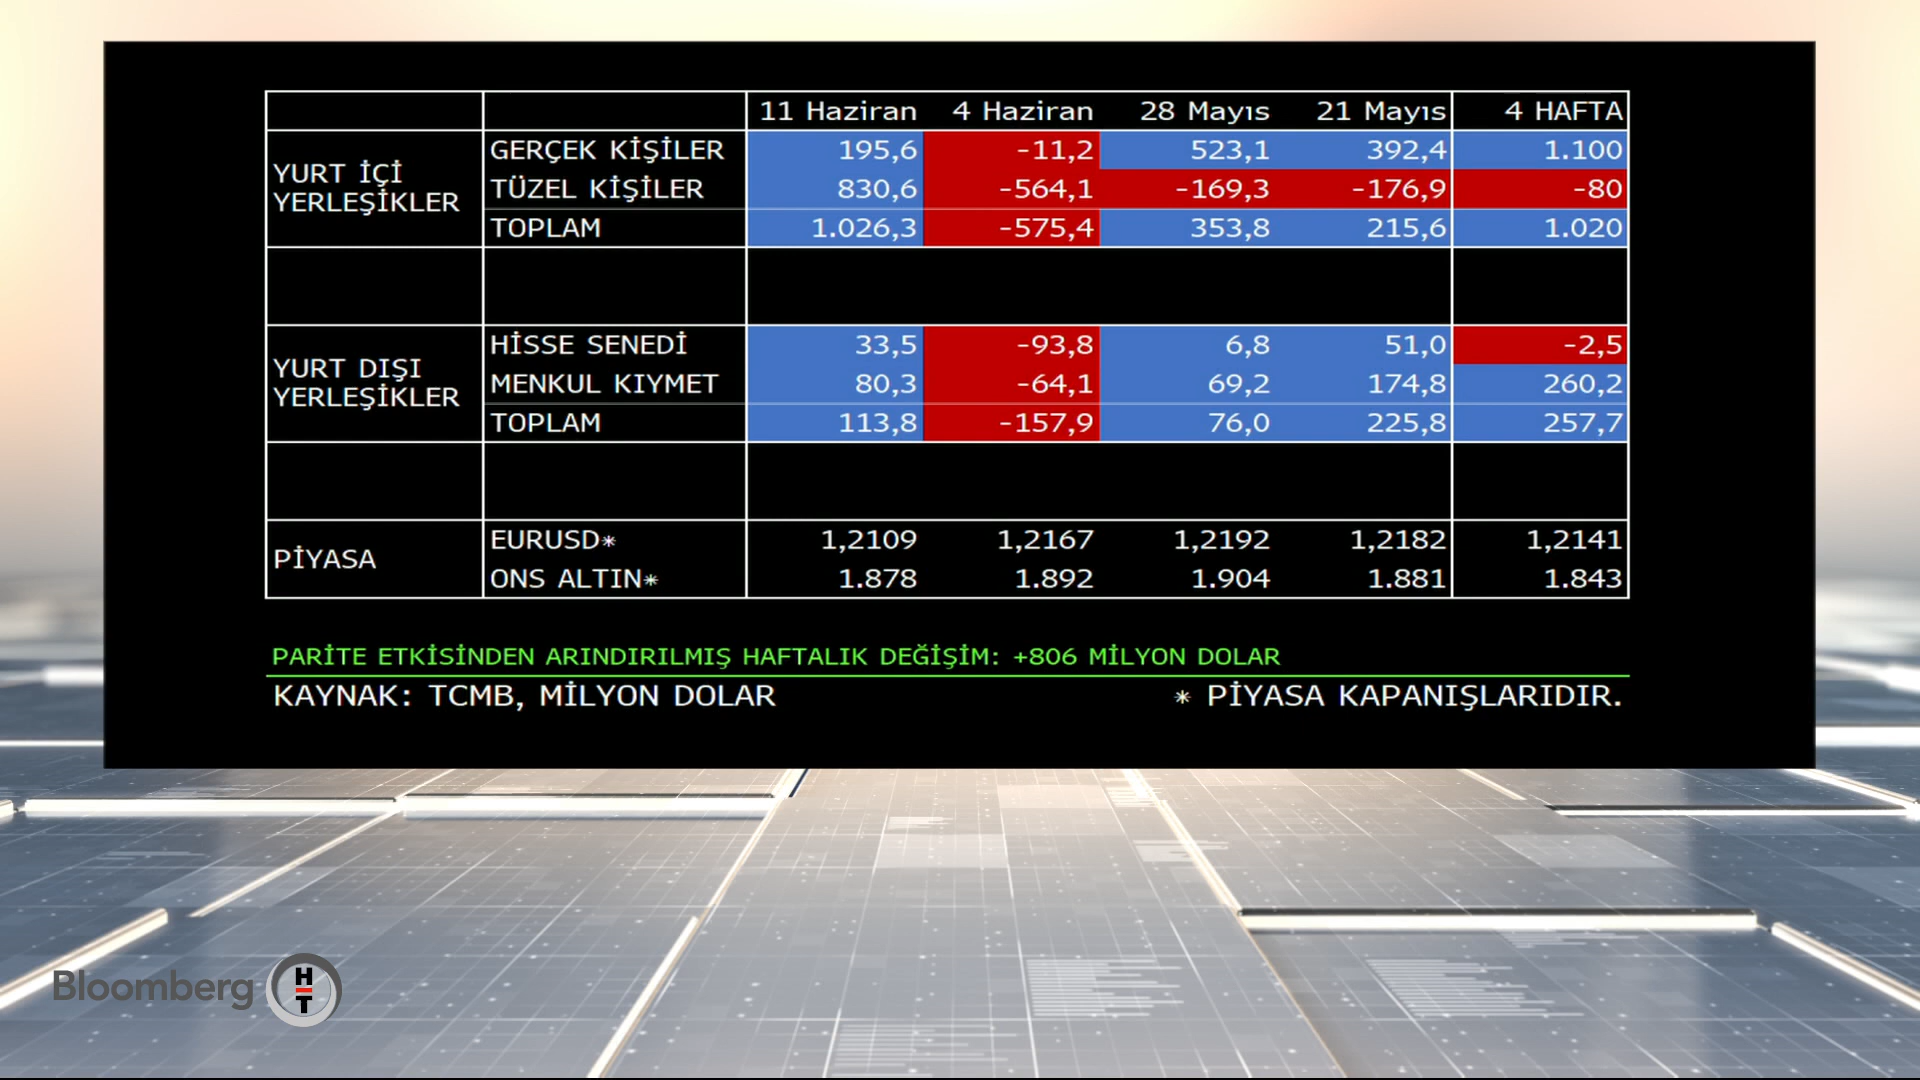 11 Haziran 4 Haziran 28 Mayıs 21 Mayıs 4 HAFTA
YURT İÇİ YERLEŞİKLER
GERÇEK KİŞİLER 195,6 -11,2 523,1 392,4 1.100
TÜZEL KİŞİLER 830,6 -564,1 -169,3 -176,9 -80
TOPLAM 1.026,3 -575,4 353,8 215,6 1.020
YURT DIŞI YERLEŞİKLER
HİSSE SENEDİ 33,5 -93,8 6,8 51,0 -2,5
MENKUL KIYMET 80,3 -64,1 69,2 174,8 260,2
TOPLAM 113,8 -157,9 76,0 225,8 257,7
PİYASA
EURUSD* 1,2109 1,2167 1,2192 1,2182 1,2141
ONS ALTIN* 1.878 1.892 1.904 1.881 1.843
PARİTE ETKİSİNDEN ARINDIRILMIŞ HAFTALIK DEĞİŞİM: +806 MİLYON DOLAR
KAYNAK: TCMB, MİLYON DOLAR * PİYASA KAPANIŞLARIDIR.
Bloomberg HT